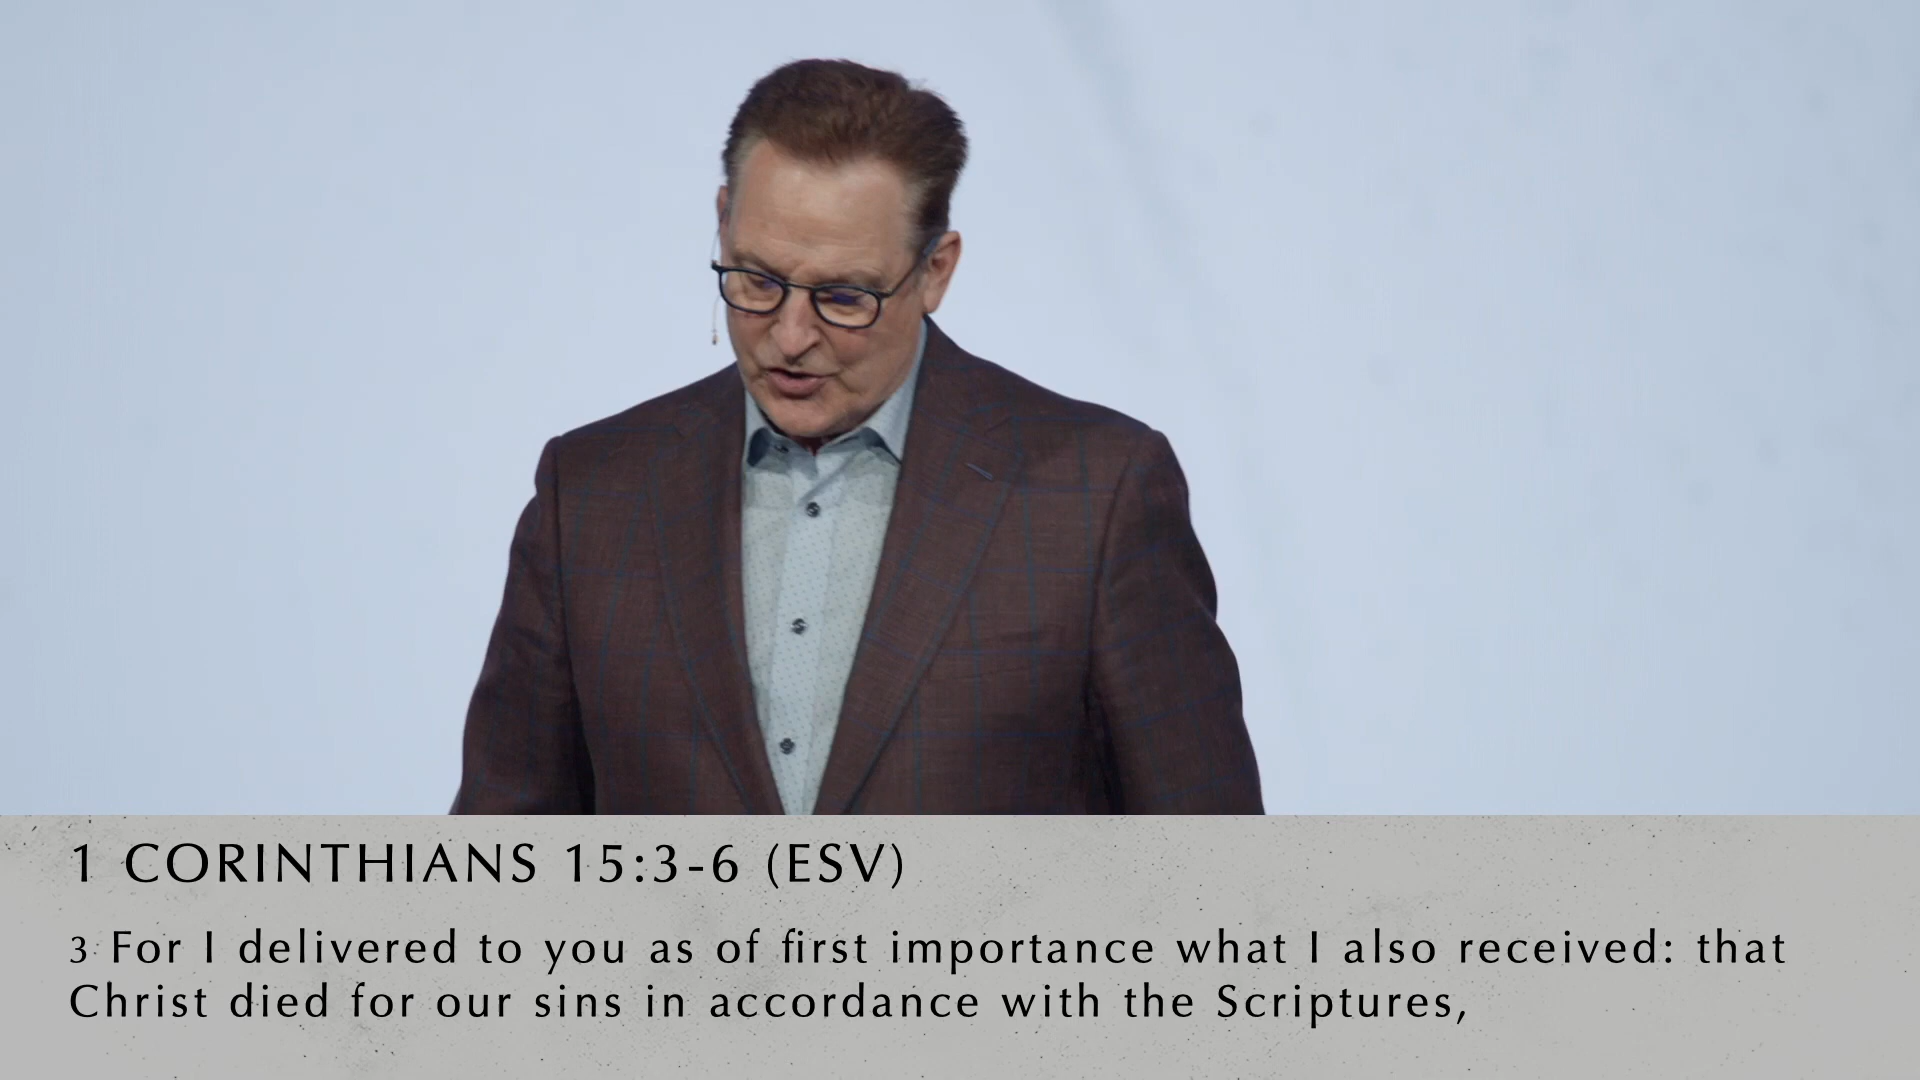 1 CORINTHIANS 15:3-6 (ESV)
3 For I delivered to you as of first importance what I also received: that
Christ died for our sins in accordance with the Scriptures,